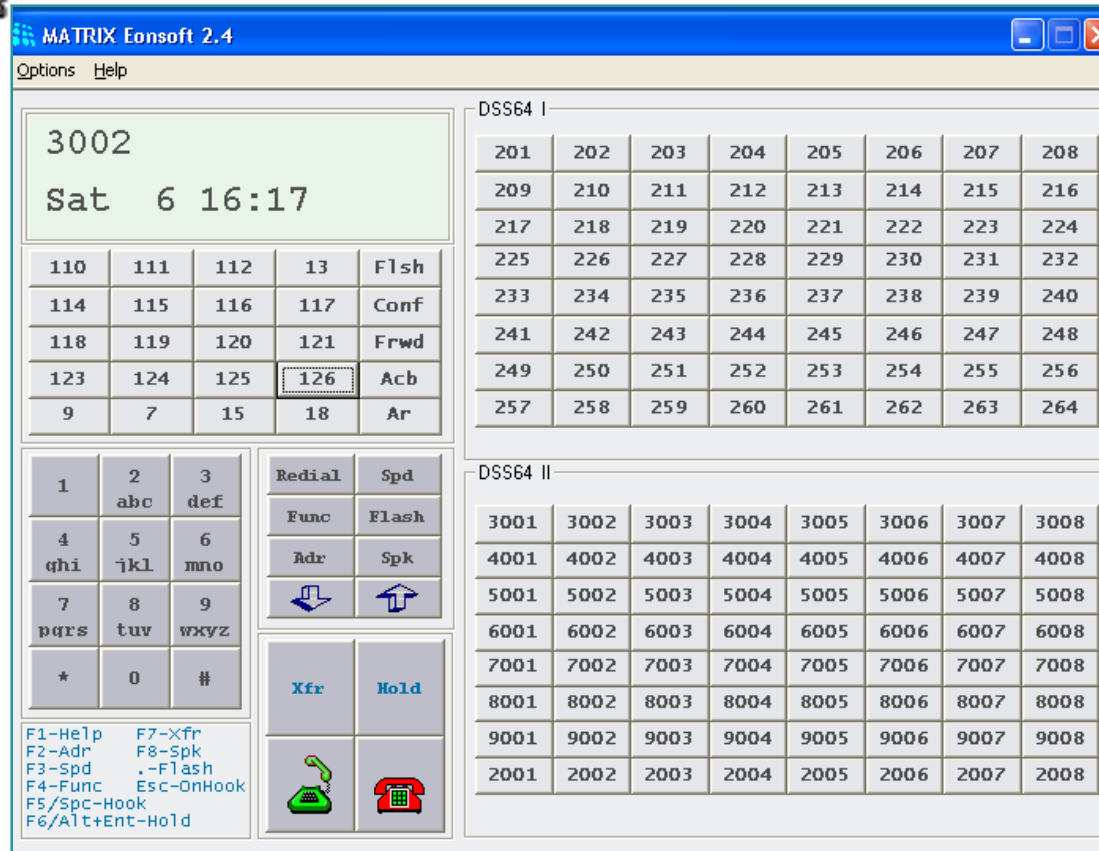 MATRIX Eonsoft 2.4
Options Help
3002
Sat 6 16:17
110 111 112 13 Flsh
114 115 116 117 Conf
118 119 120 121 Frwd
123 124 125 126 Acb
9 7 15 18 Ar
1 2 abc 3 def
4 ghi 5 jkl 6 mno
7 pqrs 8 tuv 9 wxyz
* 0 #
Redial Spd
Func Flash
Adr Spk
Xfr Hold
F1-Help F7-Xfr
F2-Adr F8-Spk
F3-Spd .-Flash
F4-Func Esc-OnHook
F5/Spc-Hook
F6/Alt+Ent-Hold
DSS64 I
201 202 203 204 205 206 207 208
209 210 211 212 213 214 215 216
217 218 219 220 221 222 223 224
225 226 227 228 229 230 231 232
233 234 235 236 237 238 239 240
241 242 243 244 245 246 247 248
249 250 251 252 253 254 255 256
257 258 259 260 261 262 263 264
DSS64 II
3001 3002 3003 3004 3005 3006 3007 3008
4001 4002 4003 4004 4005 4006 4007 4008
5001 5002 5003 5004 5005 5006 5007 5008
6001 6002 6003 6004 6005 6006 6007 6008
7001 7002 7003 7004 7005 7006 7007 7008
8001 8002 8003 8004 8005 8006 8007 8008
9001 9002 9003 9004 9005 9006 9007 9008
2001 2002 2003 2004 2005 2006 2007 2008